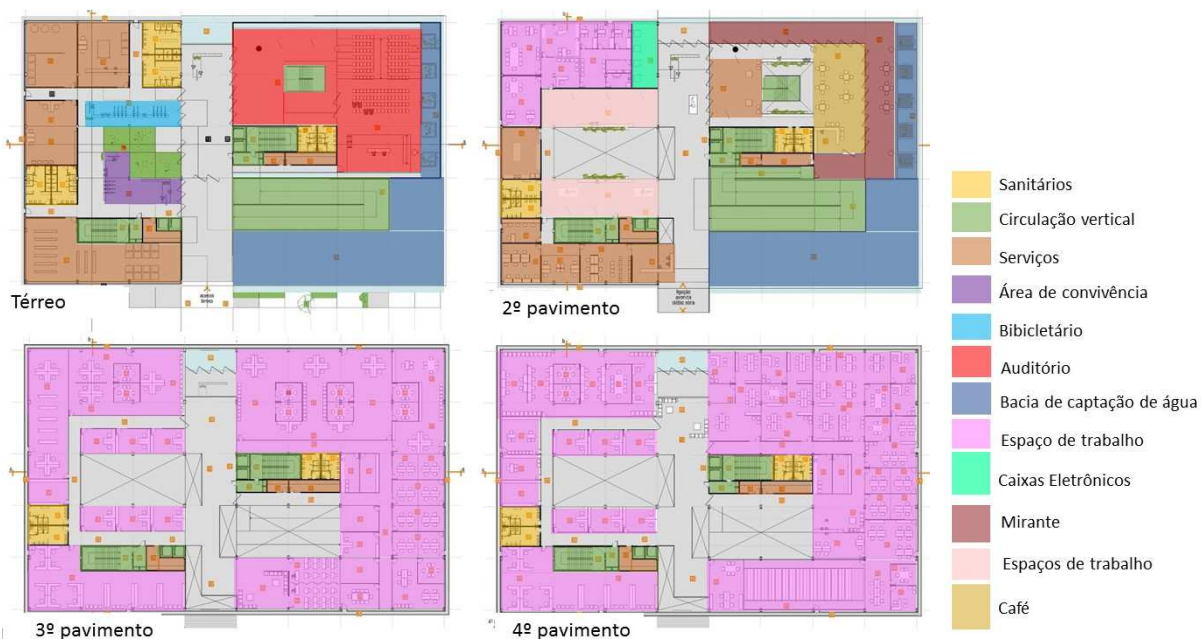 Térreo
2º pavimento
3º pavimento
4º pavimento
Sanitários
Circulação vertical
Serviços
Área de convivência
Bibicletário
Auditório
Bacia de captação de água
Espaço de trabalho
Caixas Eletrônicos
Mirante
Espaços de trabalho
Café